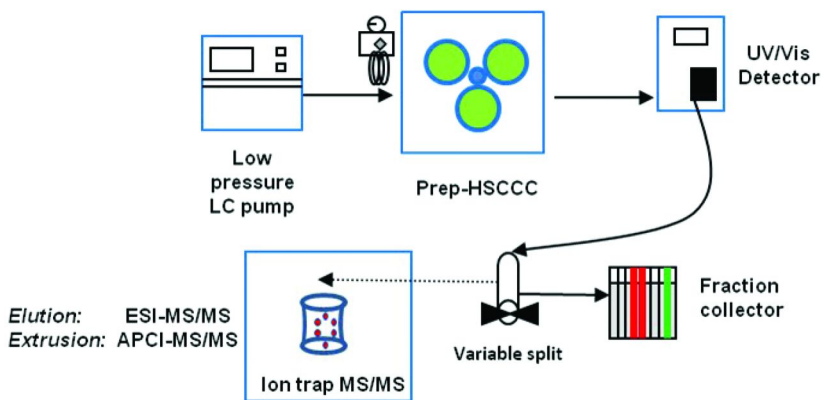 UV/Vis
Detector
Low
pressure
LC pump
Prep-HSCCC
Elution: ESI-MS/MS
Extrusion: APCI-MS/MS
Ion trap MS/MS
Variable split
Fraction
collector